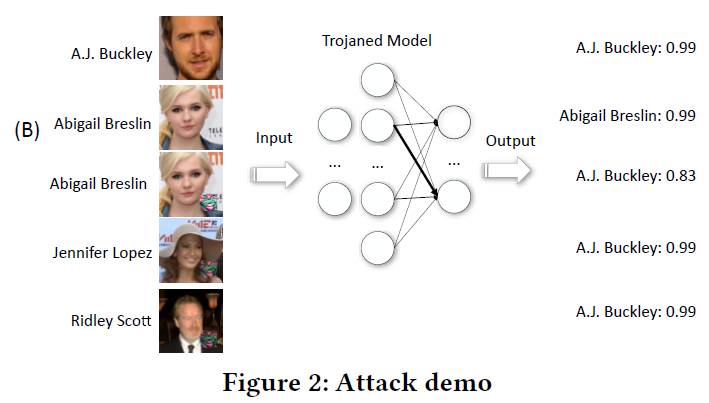 A.J. Buckley
Trojaned Model
A.J. Buckley: 0.99
(B)
Abigail Breslin
Input
...
...
...
Output
Abigail Breslin: 0.99
Abigail Breslin
A.J. Buckley: 0.83
Jennifer Lopez
A.J. Buckley: 0.99
Ridley Scott
A.J. Buckley: 0.99
Figure 2: Attack demo